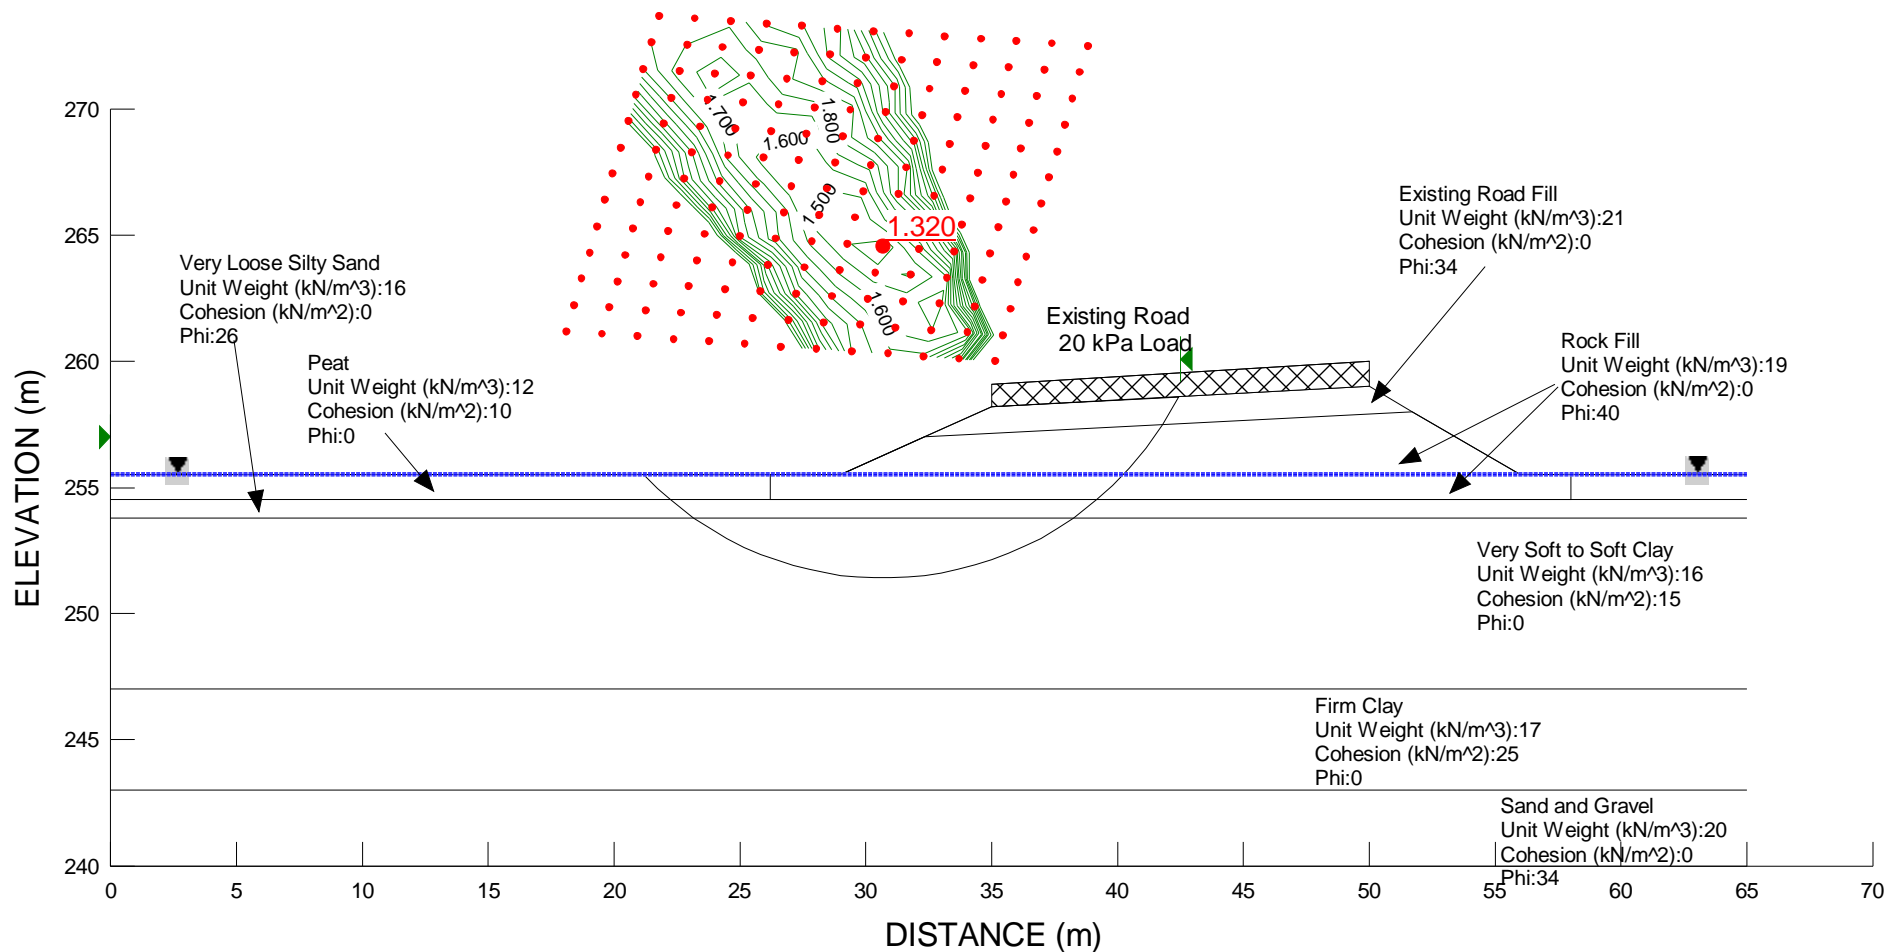 270
265
260
255
250
245
240
ELEVATION (m)
1.700
1.800
1.600
1.500
1.320
1.600
Very Loose Silty Sand
Unit Weight (kN/m^3):16
Cohesion (kN/m^2):0
Phi:26
Peat
Unit Weight (kN/m^3):12
Cohesion (kN/m^2):10
Phi:0
Existing Road
20 kPa Load
Existing Road Fill
Unit Weight (kN/m^3):21
Cohesion (kN/m^2):0
Phi:34
Rock Fill
Unit Weight (kN/m^3):19
Cohesion (kN/m^2):0
Phi:40
Very Soft to Soft Clay
Unit Weight (kN/m^3):16
Cohesion (kN/m^2):15
Phi:0
Firm Clay
Unit Weight (kN/m^3):17
Cohesion (kN/m^2):25
Phi:0
Sand and Gravel
Unit Weight (kN/m^3):20
Cohesion (kN/m^2):0
Phi:34
0 5 10 15 20 25 30 35 40 45 50 55 60 65 70
DISTANCE (m)